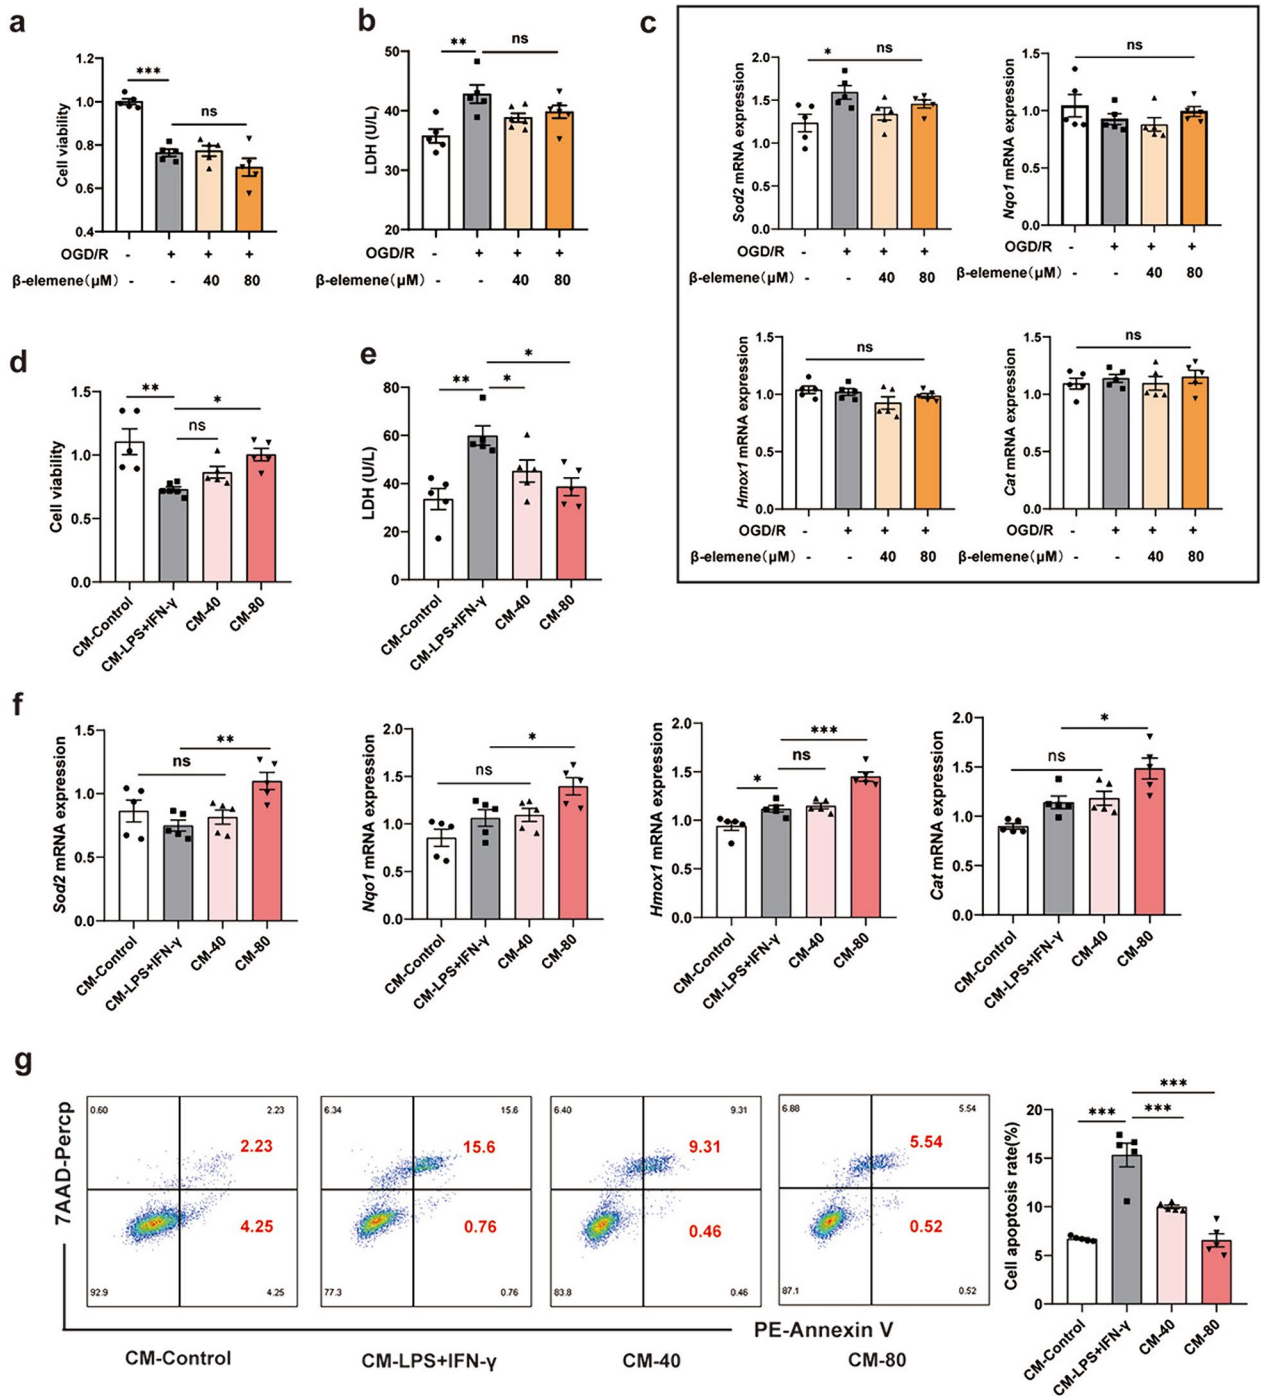 a
Cell viability
1.2
1.0
0.8
0.6
0.4
***
ns
OGD/R - + + +
β-elemene(μM) - - 40 80
b
LDH (U/L)
50
40
30
20
**
ns
OGD/R - + + +
β-elemene(μM) - - 40 80
c
Sod2 mRNA expression
2.0
1.5
1.0
0.5
0.0
*
ns
OGD/R - + + +
β-elemene(μM) - - 40 80
Nqo1 mRNA expression
1.5
1.0
0.5
0.0
ns
OGD/R - + + +
β-elemene(μM) - - 40 80
Hmox1 mRNA expression
1.5
1.0
0.5
0.0
ns
OGD/R - + + +
β-elemene(μM) - - 40 80
Cat mRNA expression
1.5
1.0
0.5
0.0
ns
OGD/R - + + +
β-elemene(μM) - - 40 80
d
Cell viability
1.5
1.0
0.5
0.0
**
*
ns
CM-Control
CM-LPS+IFN-γ
CM-40
CM-80
e
LDH (U/L)
80
60
40
20
0
**
*
*
CM-Control
CM-LPS+IFN-γ
CM-40
CM-80
f
Sod2 mRNA expression
1.5
1.0
0.5
0.0
ns
**
CM-Control
CM-LPS+IFN-γ
CM-40
CM-80
Nqo1 mRNA expression
2.0
1.5
1.0
0.5
0.0
ns
*
CM-Control
CM-LPS+IFN-γ
CM-40
CM-80
Hmox1 mRNA expression
2.0
1.5
1.0
0.5
0.0
*
ns
***
CM-Control
CM-LPS+IFN-γ
CM-40
CM-80
Cat mRNA expression
2.0
1.5
1.0
0.5
0.0
ns
*
CM-Control
CM-LPS+IFN-γ
CM-40
CM-80
g
7AAD-Percp
0.60 2.23
2.23
4.25
92.9 4.25
CM-Control
6.34 15.6
15.6
0.76
77.3 0.76
CM-LPS+IFN-γ
6.40 9.31
9.31
0.46
83.8 0.46
CM-40
6.88 5.54
5.54
0.52
87.1 0.52
CM-80
PE-Annexin V
Cell apoptosis rate(%)
20
15
10
5
0
***
***
***
CM-Control
CM-LPS+IFN-γ
CM-40
CM-80